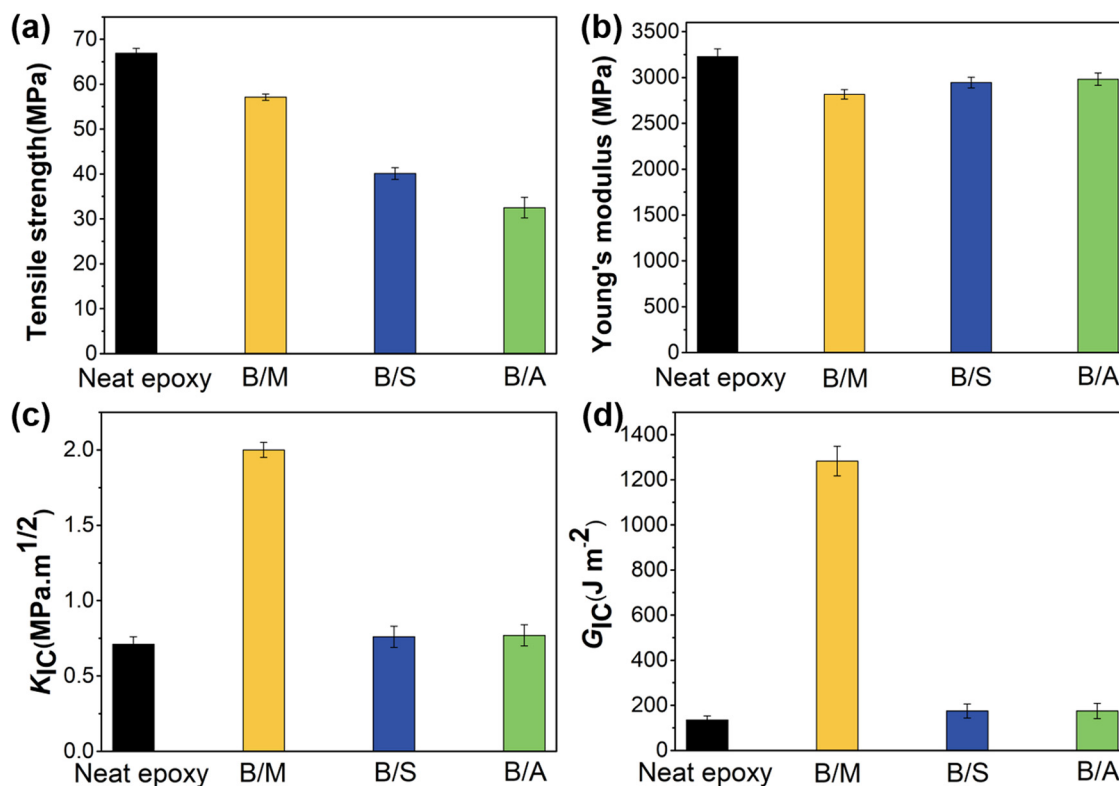 (a)
Tensile strength(MPa)
80
70
60
50
40
30
20
10
0
Neat epoxy B/M B/S B/A
(b)
Young's modulus (MPa)
3500
3000
2500
2000
1500
1000
500
0
Neat epoxy B/M B/S B/A
(c)
KIC(MPa.m1/2)
2.0
1.5
1.0
0.5
0.0
Neat epoxy B/M B/S B/A
(d)
GIC(J m-2)
1400
1200
1000
800
600
400
200
0
Neat epoxy B/M B/S B/A